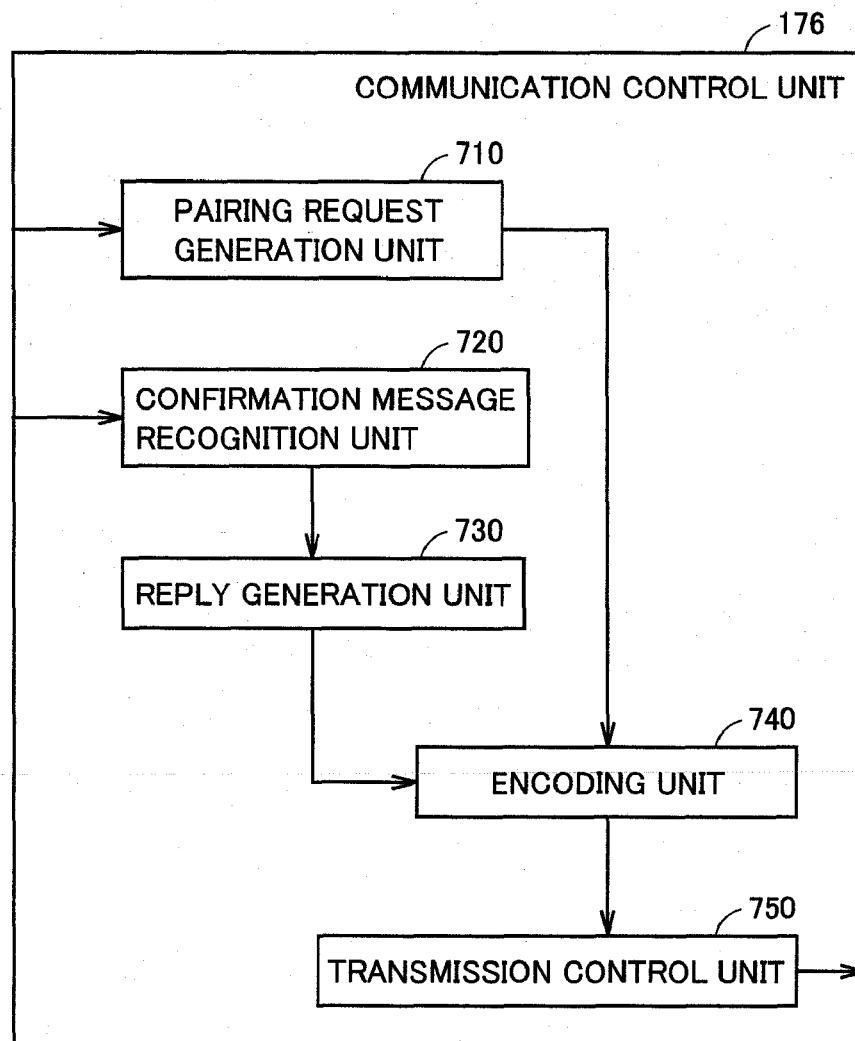 176
COMMUNICATION CONTROL UNIT
710
PAIRING REQUEST
GENERATION UNIT
720
CONFIRMATION MESSAGE
RECOGNITION UNIT
730
REPLY GENERATION UNIT
740
ENCODING UNIT
750
TRANSMISSION CONTROL UNIT